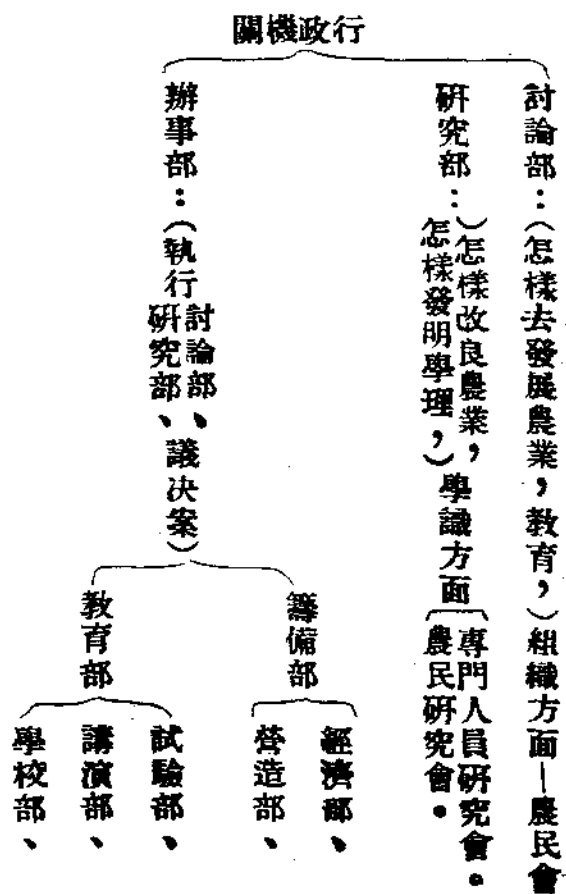 關機政行
討論部：（怎樣去發展農業，教育，）組織方面—農民會
研究部：（怎樣改良農業，
怎樣發明學理，）學識方面
專門人員研究會。
農民研究會。
辦事部：（執行
討論部、
研究部、
議决案）
籌備部
經濟部、
營造部、
教育部
試驗部、
講演部、
學校部、